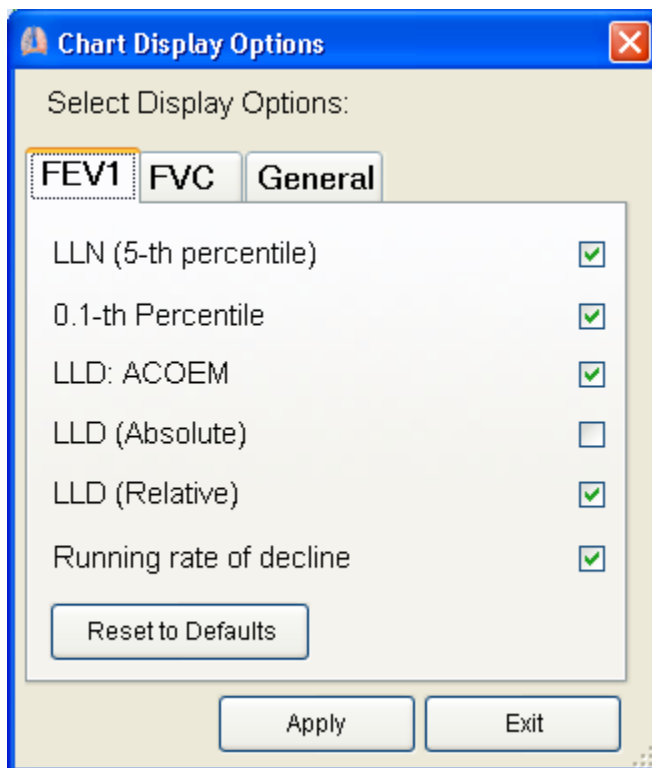 Chart Display Options
Select Display Options:
FEV1 FVC General
LLN (5-th percentile)
0.1-th Percentile
LLD: ACOEM
LLD (Absolute)
LLD (Relative)
Running rate of decline
Reset to Defaults
Apply Exit